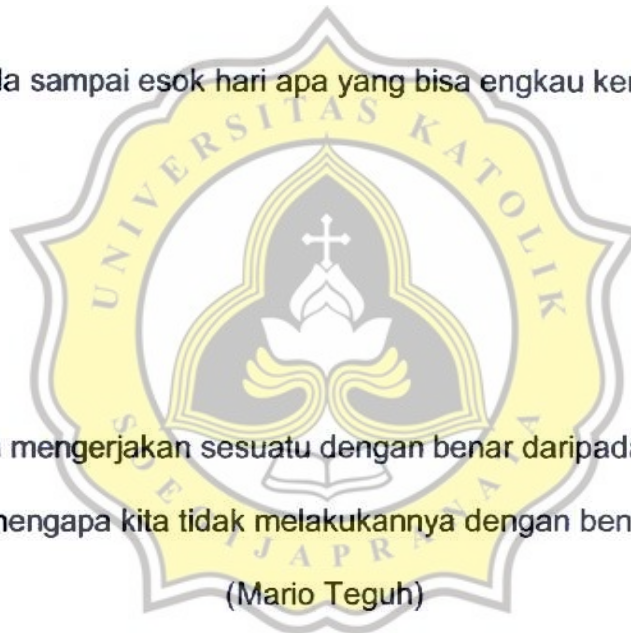 la sampai esok hari apa yang bisa engkau ker
UNIVERSITAS KATOLIK
mengerjakan sesuatu dengan benar daripada
mengapa kita tidak melakukannya dengan ben
(Mario Teguh)
SOEGIJAPRANATA